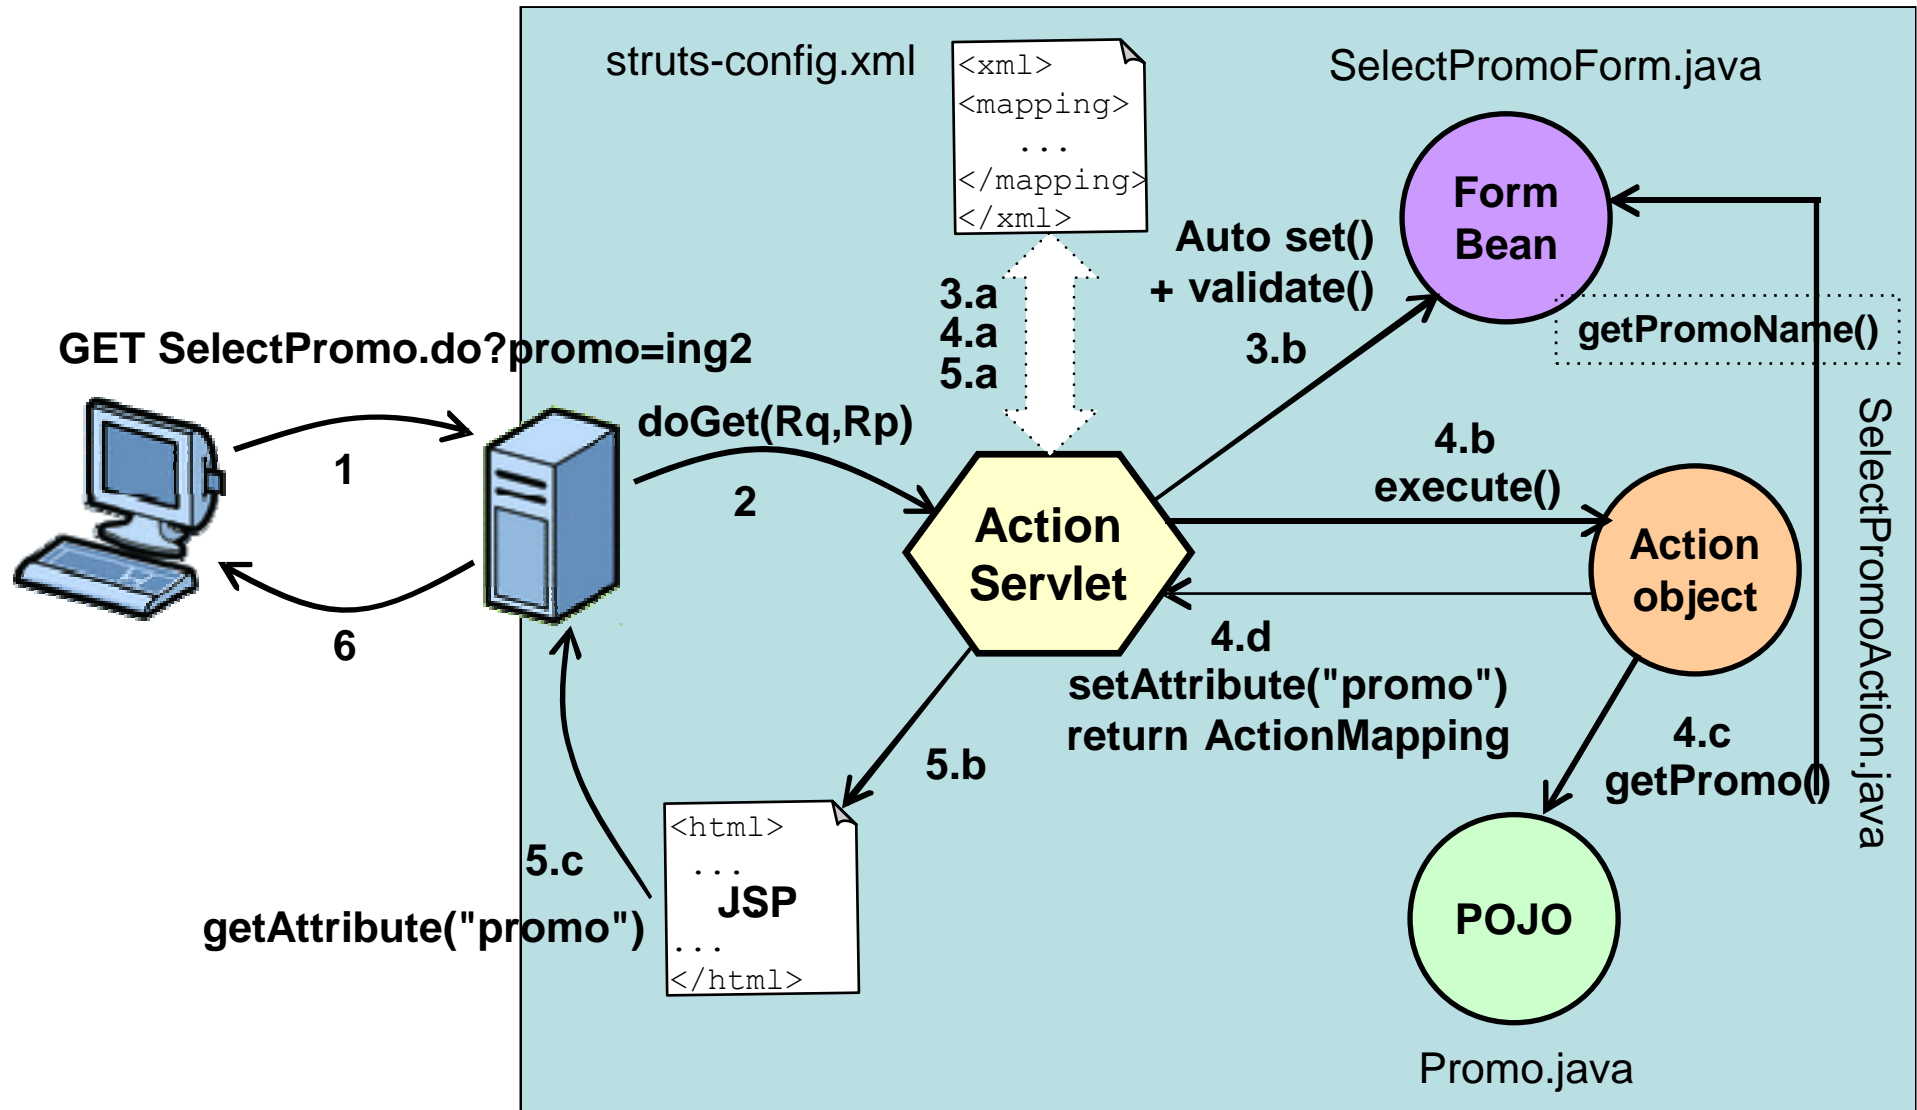 struts-config.xml
<xml>
<mapping>
...
</mapping>
</xml>
SelectPromoForm.java
Form
Bean
Auto set()
+ validate()
3.a
4.a
5.a
3.b
getPromoName()
GET SelectPromo.do?promo=ing2
1
doGet(Rq,Rp)
2
Action
Servlet
4.b
execute()
Action
object
SelectPromoAction.java
6
4.d
setAttribute("promo")
return ActionMapping
4.c
getPromo()
5.b
5.c
getAttribute("promo")
<html>
...
JSP
...
</html>
POJO
Promo.java